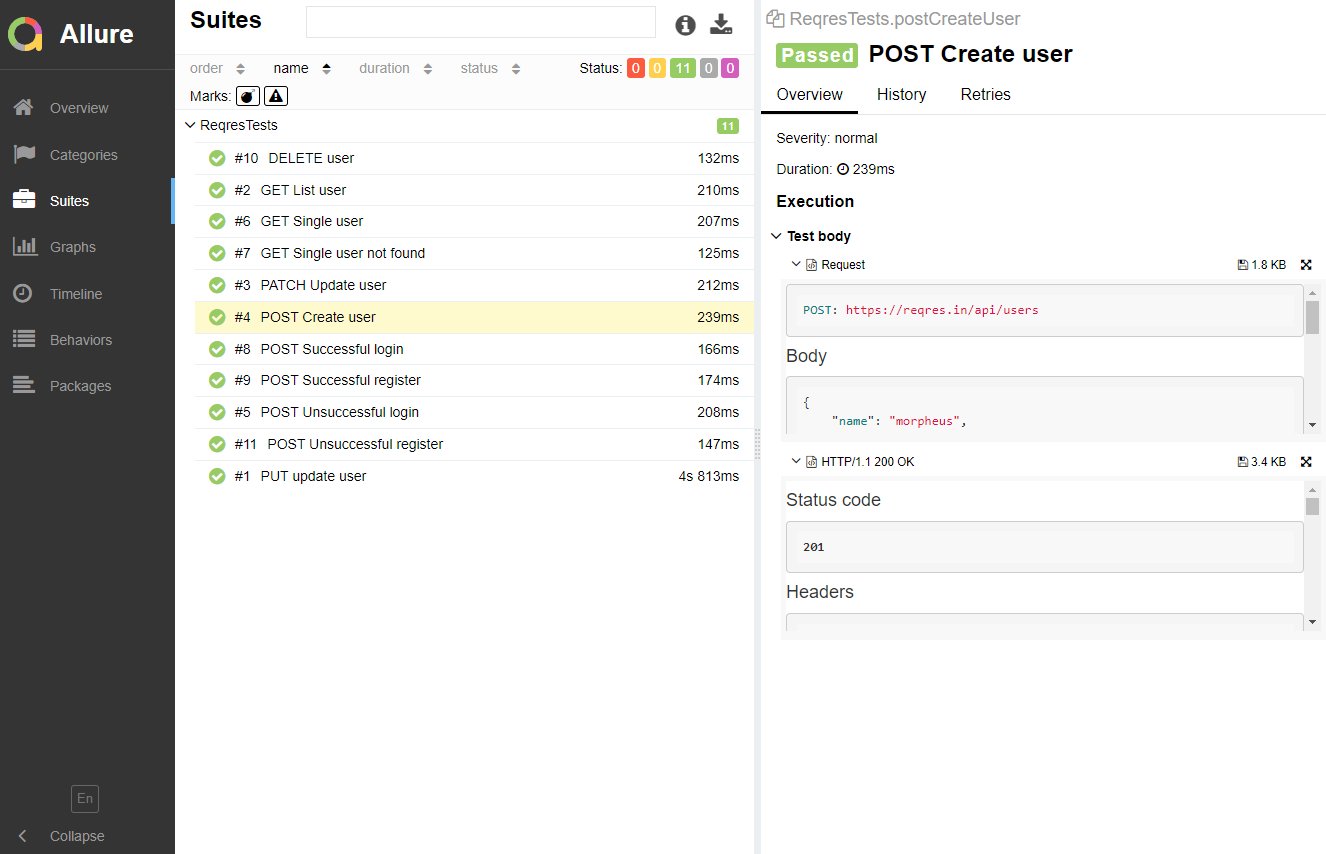 Allure
Overview
Categories
Suites
Graphs
Timeline
Behaviors
Packages
En
Collapse
Suites
order name duration status Status: 0 0 11 0 0
Marks:
ReqresTests 11
#10 DELETE user 132ms
#2 GET List user 210ms
#6 GET Single user 207ms
#7 GET Single user not found 125ms
#3 PATCH Update user 212ms
#4 POST Create user 239ms
#8 POST Successful login 166ms
#9 POST Successful register 174ms
#5 POST Unsuccessful login 208ms
#11 POST Unsuccessful register 147ms
#1 PUT update user 4s 813ms
ReqresTests.postCreateUser
Passed POST Create user
Overview History Retries
Severity: normal
Duration: 239ms
Execution
Test body
Request 1.8 KB
POST: https://reqres.in/api/users
Body
{
"name": "morpheus",
HTTP/1.1 200 OK 3.4 KB
Status code
201
Headers